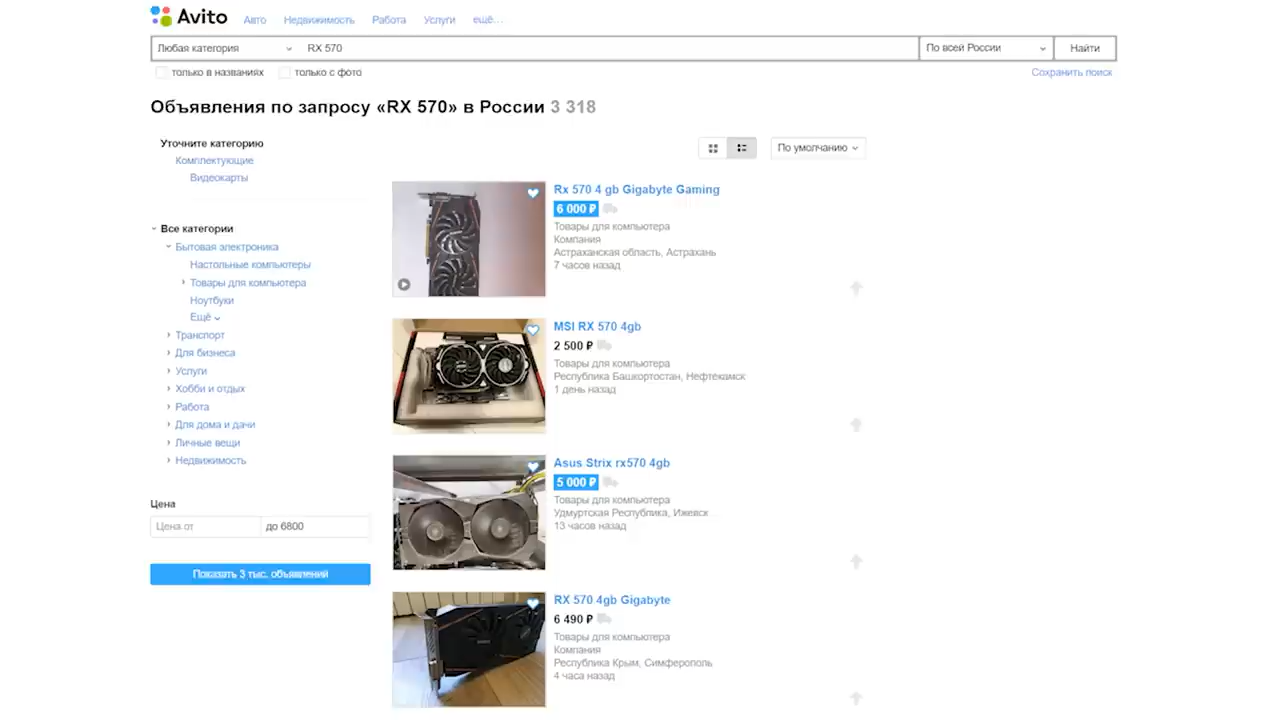 Avito Авто Недвижимость Работа Услуги ещё...
Любая категория RX 570 По всей России Найти
только в названиях только с фото Сохранить поиск
Объявления по запросу «RX 570» в России 3 318
Уточните категорию
Комплектующие
Видеокарты
Все категории
Бытовая электроника
Настольные компьютеры
Товары для компьютера
Ноутбуки
Ещё
Транспорт
Для бизнеса
Услуги
Хобби и отдых
Работа
Для дома и дачи
Личные вещи
Недвижимость
Цена
Цена от до 6800
Показать 3 тыс. объявлений
По умолчанию
Rx 570 4 gb Gigabyte Gaming
6 000 ₽
Товары для компьютера
Компания
Астраханская область, Астрахань
7 часов назад
MSI RX 570 4gb
2 500 ₽
Товары для компьютера
Республика Башкортостан, Нефтекамск
1 день назад
Asus Strix rx570 4gb
5 000 ₽
Товары для компьютера
Удмуртская Республика, Ижевск
13 часов назад
RX 570 4gb Gigabyte
6 490 ₽
Товары для компьютера
Компания
Республика Крым, Симферополь
4 часа назад